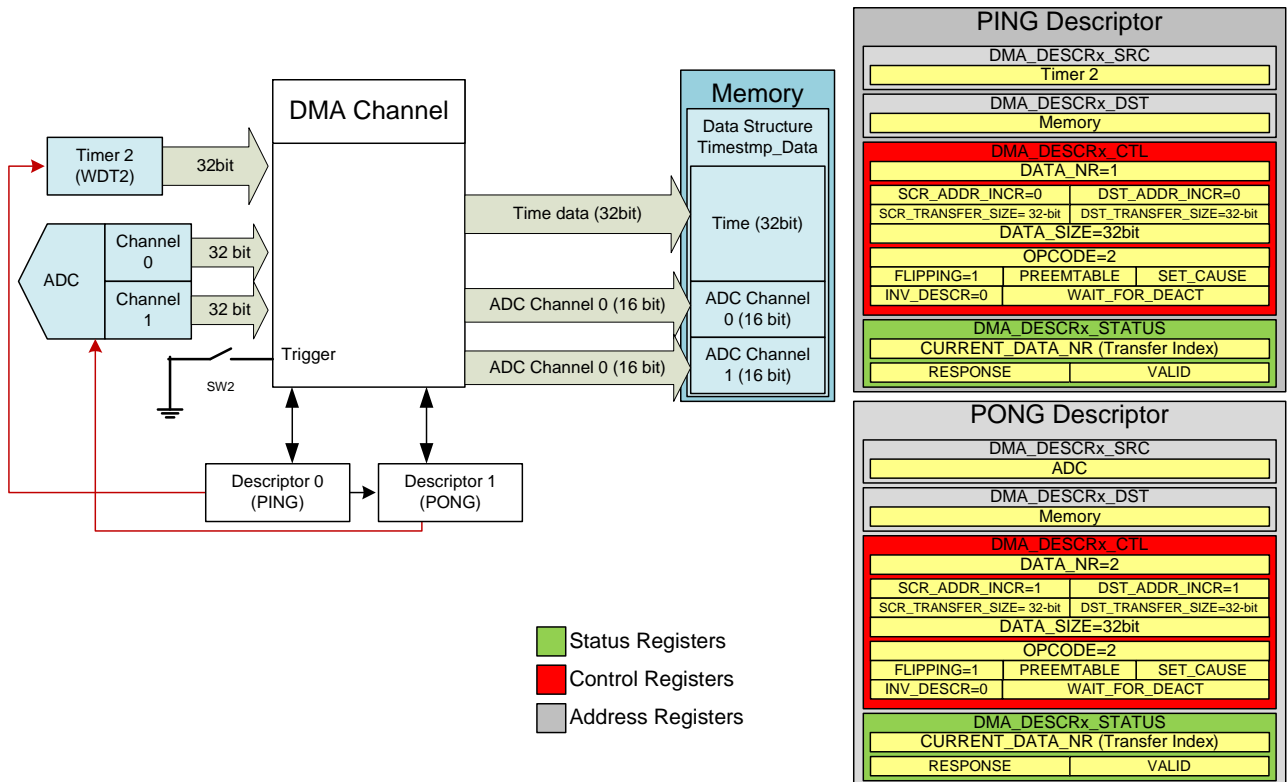 DMA Channel
Timer 2
(WDT2)
32bit
ADC
Channel
0
Channel
1
32 bit
32 bit
Trigger
SW2
Time data (32bit)
ADC Channel 0 (16 bit)
ADC Channel 0 (16 bit)
Memory
Data Structure
Timestmp_Data
Time (32bit)
ADC Channel
0 (16 bit)
ADC Channel
1 (16 bit)
Descriptor 0
(PING)
Descriptor 1
(PONG)
Status Registers
Control Registers
Address Registers
PING Descriptor
DMA_DESCRx_SRC
Timer 2
DMA_DESCRx_DST
Memory
DMA_DESCRx_CTL
DATA_NR=1
SCR_ADDR_INCR=0 DST_ADDR_INCR=0
SCR_TRANSFER_SIZE= 32-bit DST_TRANSFER_SIZE=32-bit
DATA_SIZE=32bit
OPCODE=2
FLIPPING=1 PREEMTABLE SET_CAUSE
INV_DESCR=0 WAIT_FOR_DEACT
DMA_DESCRx_STATUS
CURRENT_DATA_NR (Transfer Index)
RESPONSE VALID
PONG Descriptor
DMA_DESCRx_SRC
ADC
DMA_DESCRx_DST
Memory
DMA_DESCRx_CTL
DATA_NR=2
SCR_ADDR_INCR=1 DST_ADDR_INCR=1
SCR_TRANSFER_SIZE= 32-bit DST_TRANSFER_SIZE=32-bit
DATA_SIZE=32bit
OPCODE=2
FLIPPING=1 PREEMTABLE SET_CAUSE
INV_DESCR=0 WAIT_FOR_DEACT
DMA_DESCRx_STATUS
CURRENT_DATA_NR (Transfer Index)
RESPONSE VALID